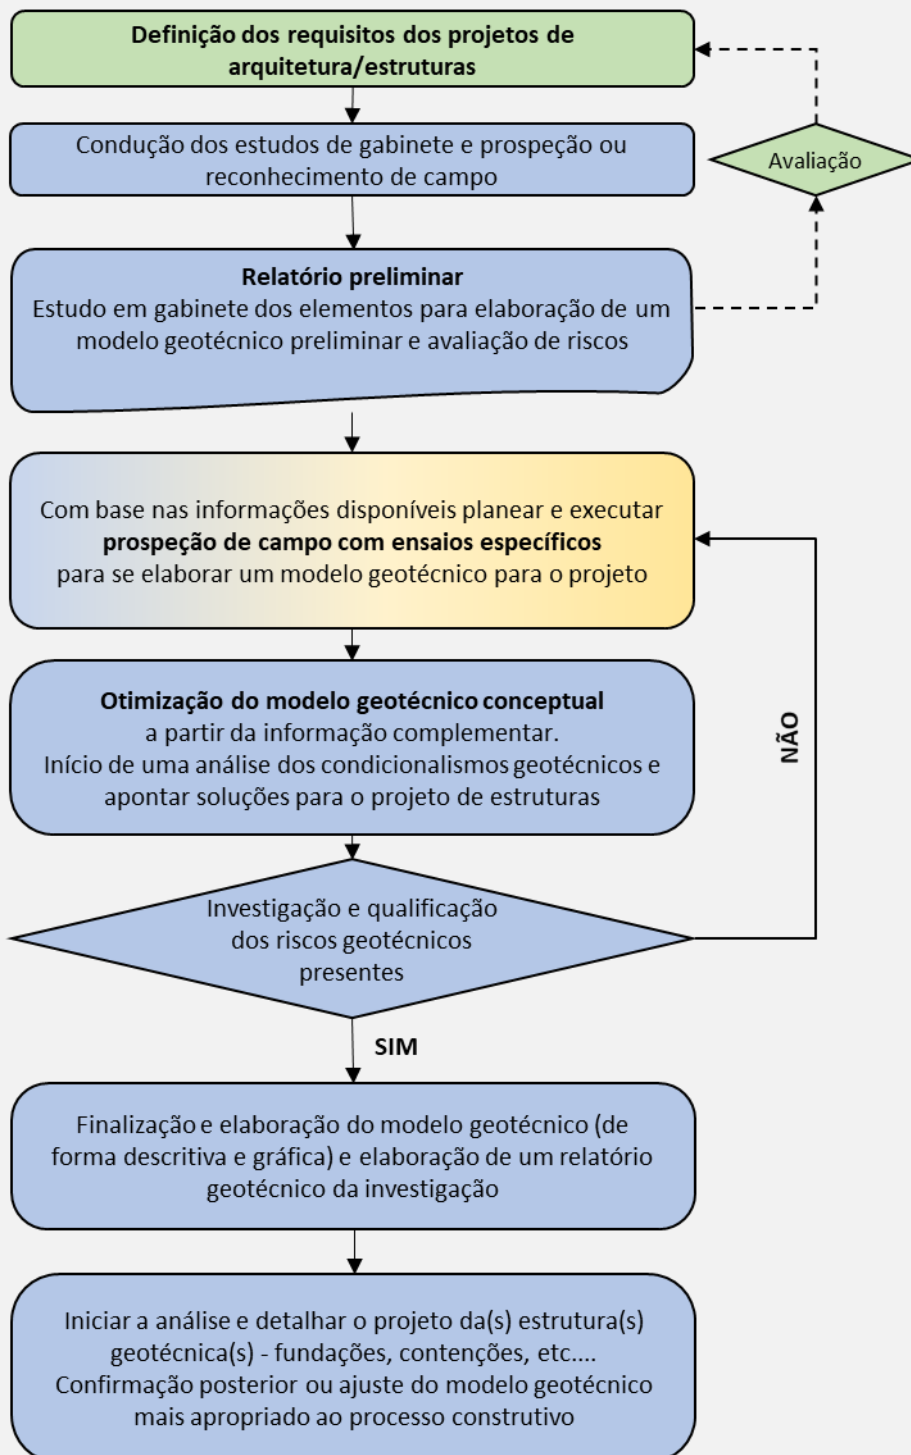 Definição dos requisitos dos projetos de
arquitetura/estruturas
Condução dos estudos de gabinete e prospeção ou
reconhecimento de campo
Avaliação
Relatório preliminar
Estudo em gabinete dos elementos para elaboração de um
modelo geotécnico preliminar e avaliação de riscos
Com base nas informações disponíveis planear e executar
prospeção de campo com ensaios específicos
para se elaborar um modelo geotécnico para o projeto
Otimização do modelo geotécnico conceptual
a partir da informação complementar.
Início de uma análise dos condicionalismos geotécnicos e
apontar soluções para o projeto de estruturas
NÃO
Investigação e qualificação
dos riscos geotécnicos
presentes
SIM
Finalização e elaboração do modelo geotécnico (de
forma descritiva e gráfica) e elaboração de um relatório
geotécnico da investigação
Iniciar a análise e detalhar o projeto da(s) estrutura(s)
geotécnica(s) - fundações, contenções, etc....
Confirmação posterior ou ajuste do modelo geotécnico
mais apropriado ao processo construtivo